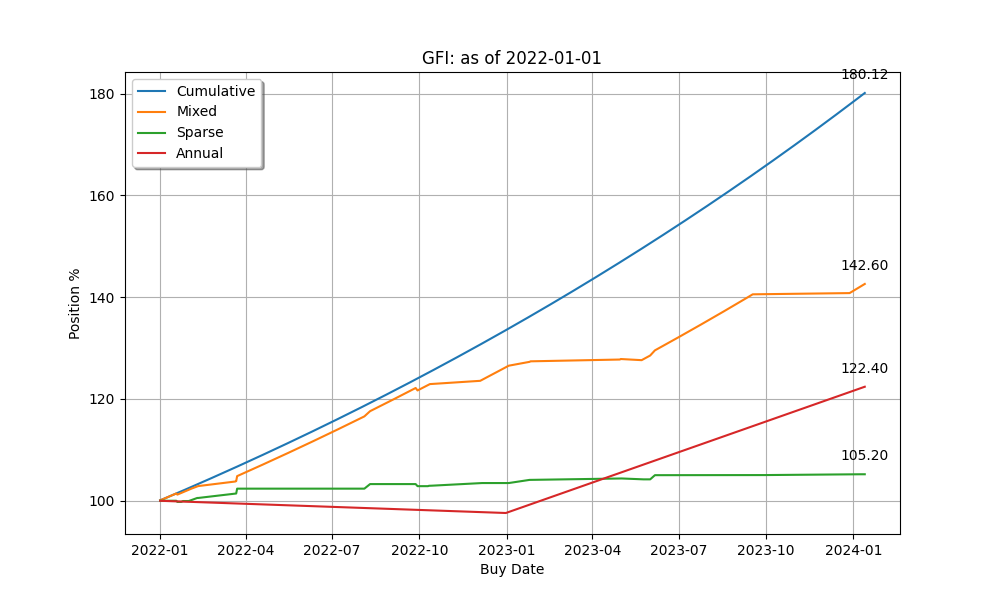 GFI: as of 2022-01-01
180.12
180
Cumulative
Mixed
Sparse
Annual
160
142.60
140
122.40
120
105.20
100
Position %
2022-01 2022-04 2022-07 2022-10 2023-01 2023-04 2023-07 2023-10 2024-01
Buy Date